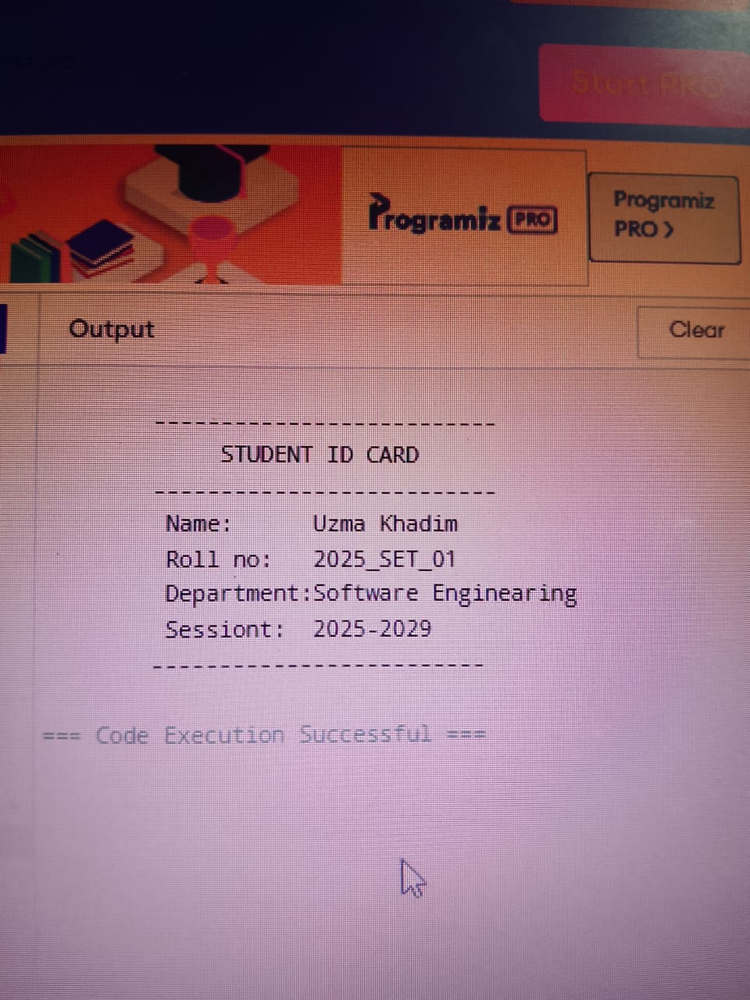 Start PRO
Programiz PRO
Programiz
PRO ❯
Output
Clear
--------------------------
STUDENT ID CARD
--------------------------
Name: Uzma Khadim
Roll no: 2025_SET_01
Department:Software Enginearing
Sessiont: 2025-2029
-------------------------
=== Code Execution Successful ===